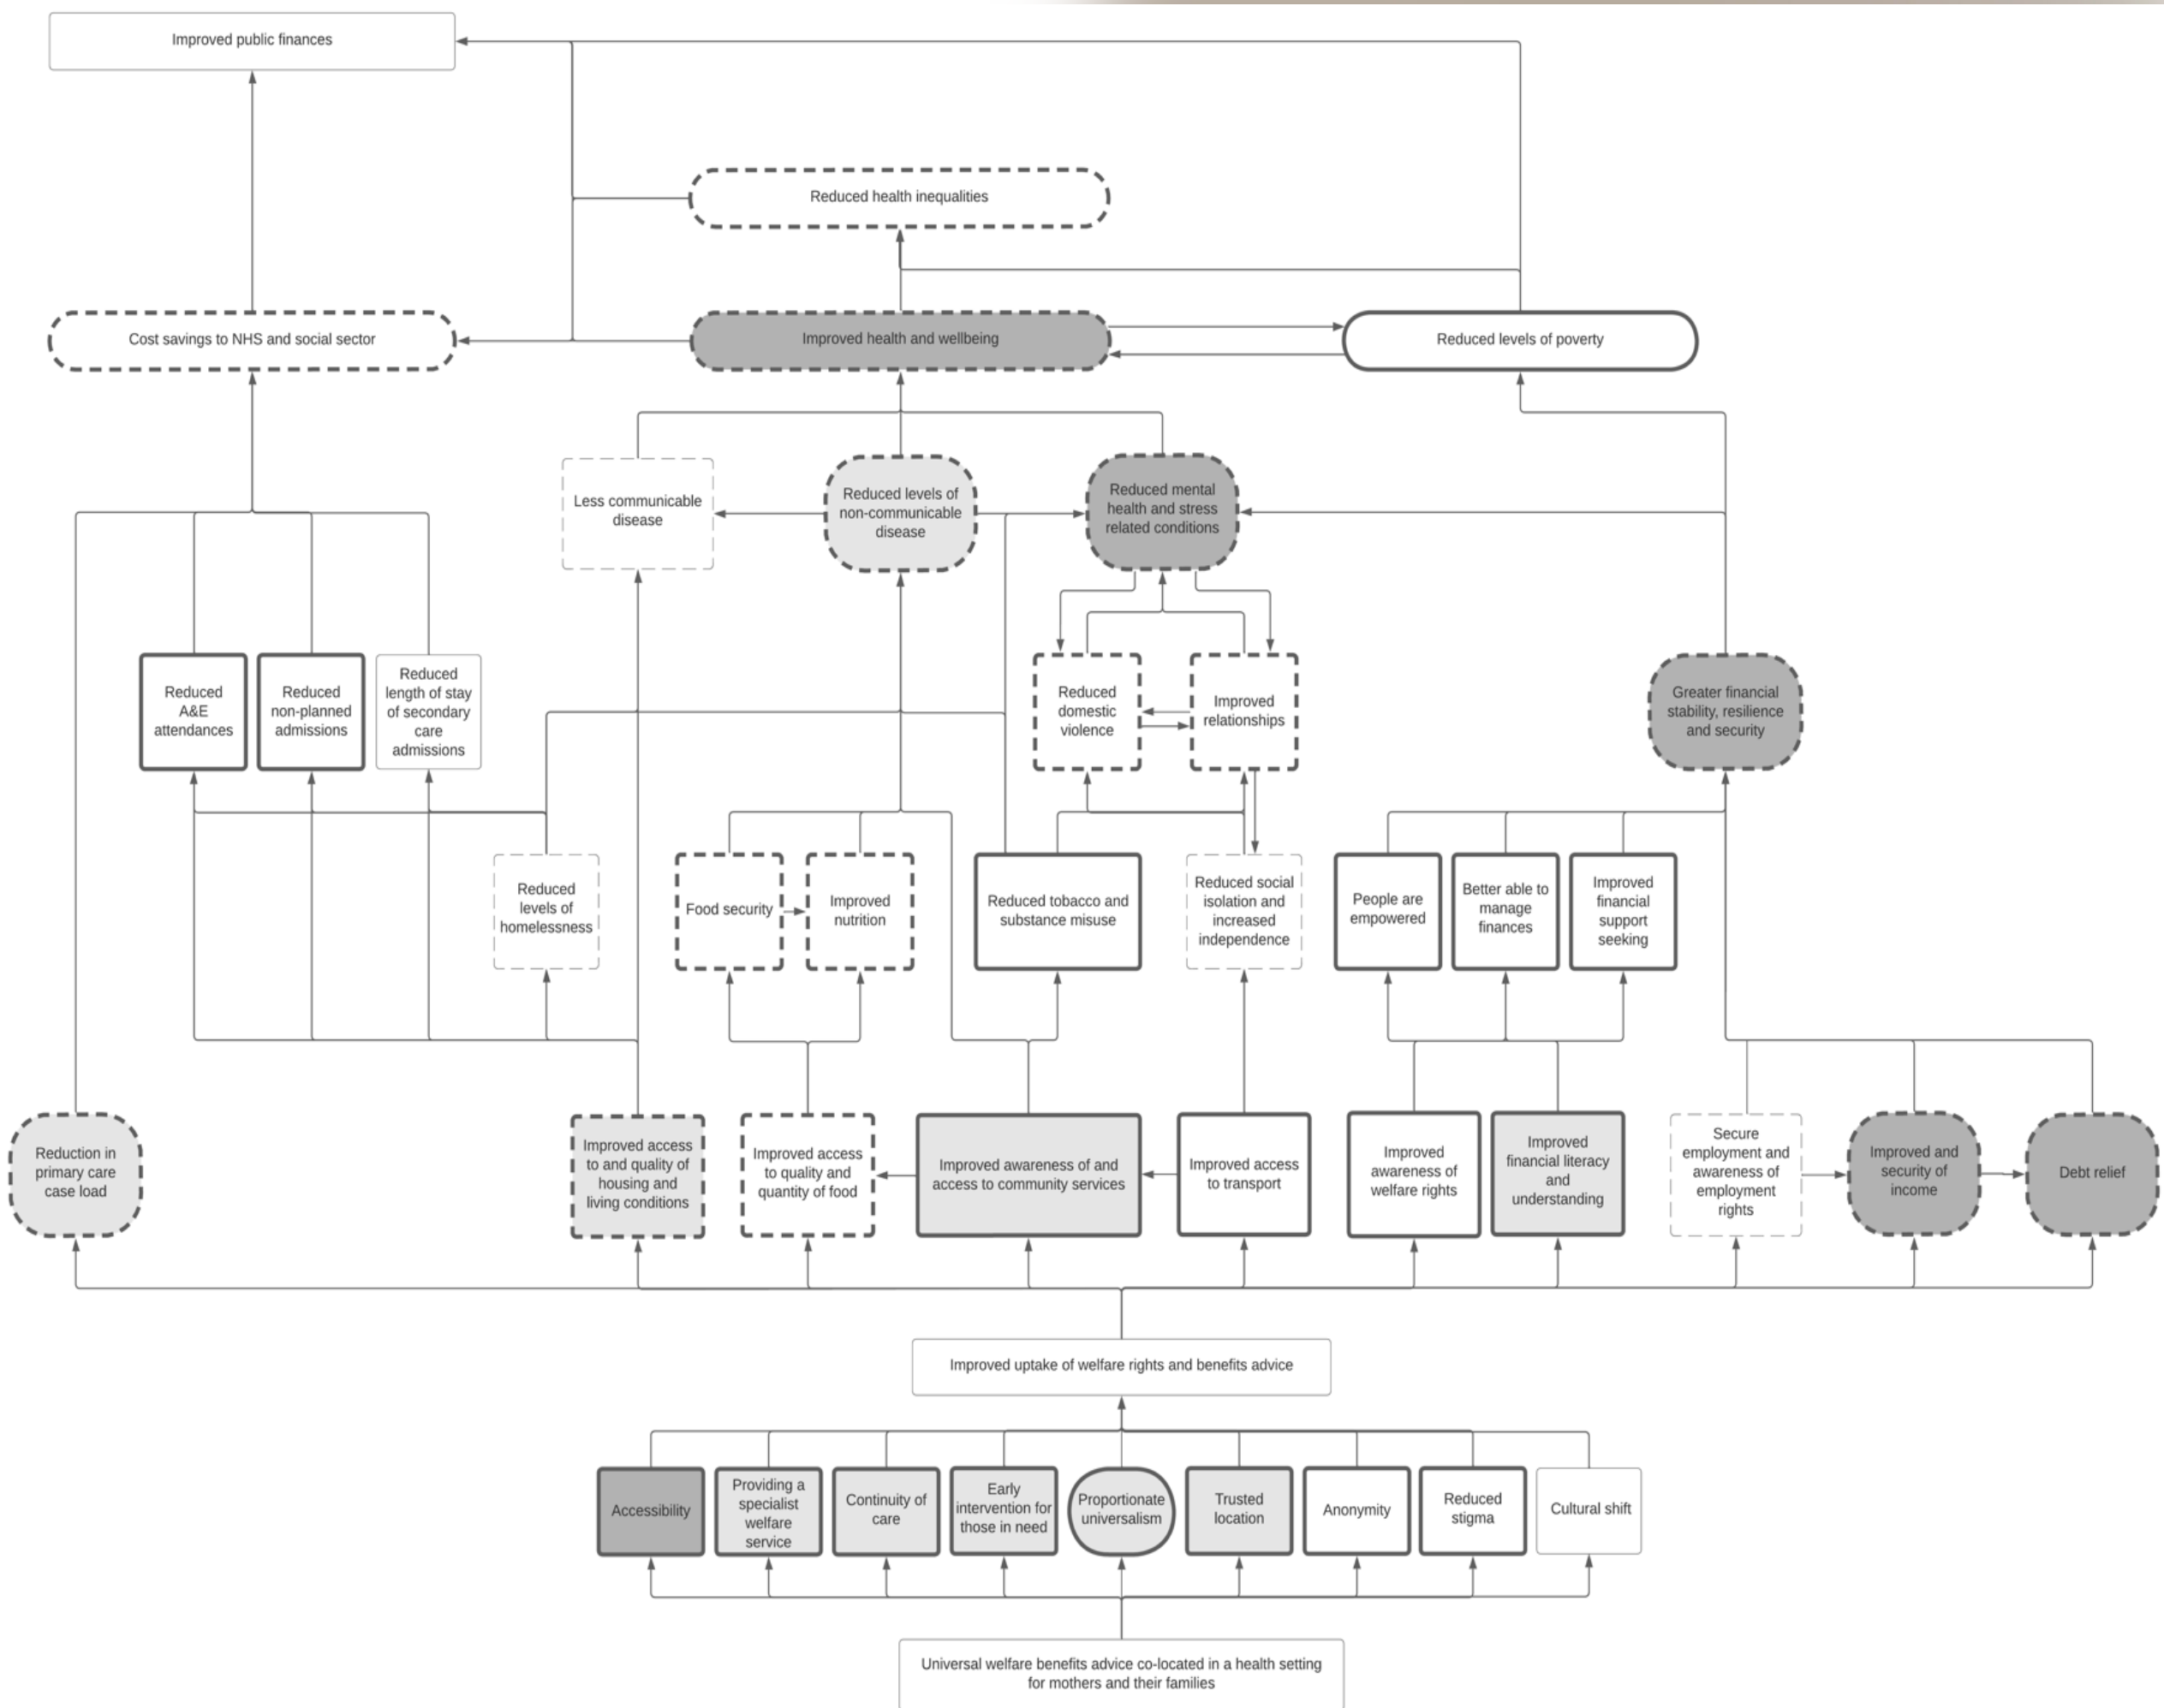 Improved public finances
Reduced health inequalities
Cost savings to NHS and social sector
Improved health and wellbeing
Reduced levels of poverty
Less communicable
disease
Reduced levels of
non-communicable
disease
Reduced mental
health and stress
related conditions
Reduced
A&E
attendances
Reduced
non-planned
admissions
Reduced
length of stay
of secondary
care
admissions
Reduced
domestic
violence
Improved
relationships
Greater financial
stability, resilience
and security
Reduced
levels of
homelessness
Food security
Improved
nutrition
Reduced tobacco and
substance misuse
Reduced social
isolation and
increased
independence
People are
empowered
Better able to
manage
finances
Improved
financial
support
seeking
Reduction in
primary care
case load
Improved access
to and quality of
housing and
living conditions
Improved access
to quality and
quantity of food
Improved awareness of and
access to community services
Improved access
to transport
Improved
awareness of
welfare rights
Improved
financial literacy
and
understanding
Secure
employment and
awareness of
employment
rights
Improved and
security of
income
Debt relief
Improved uptake of welfare rights and benefits advice
Accessibility
Providing a
specialist
welfare
service
Continuity of
care
Early
intervention for
those in need
Proportionate
universalism
Trusted
location
Anonymity
Reduced
stigma
Cultural shift
Universal welfare benefits advice co-located in a health setting
for mothers and their families